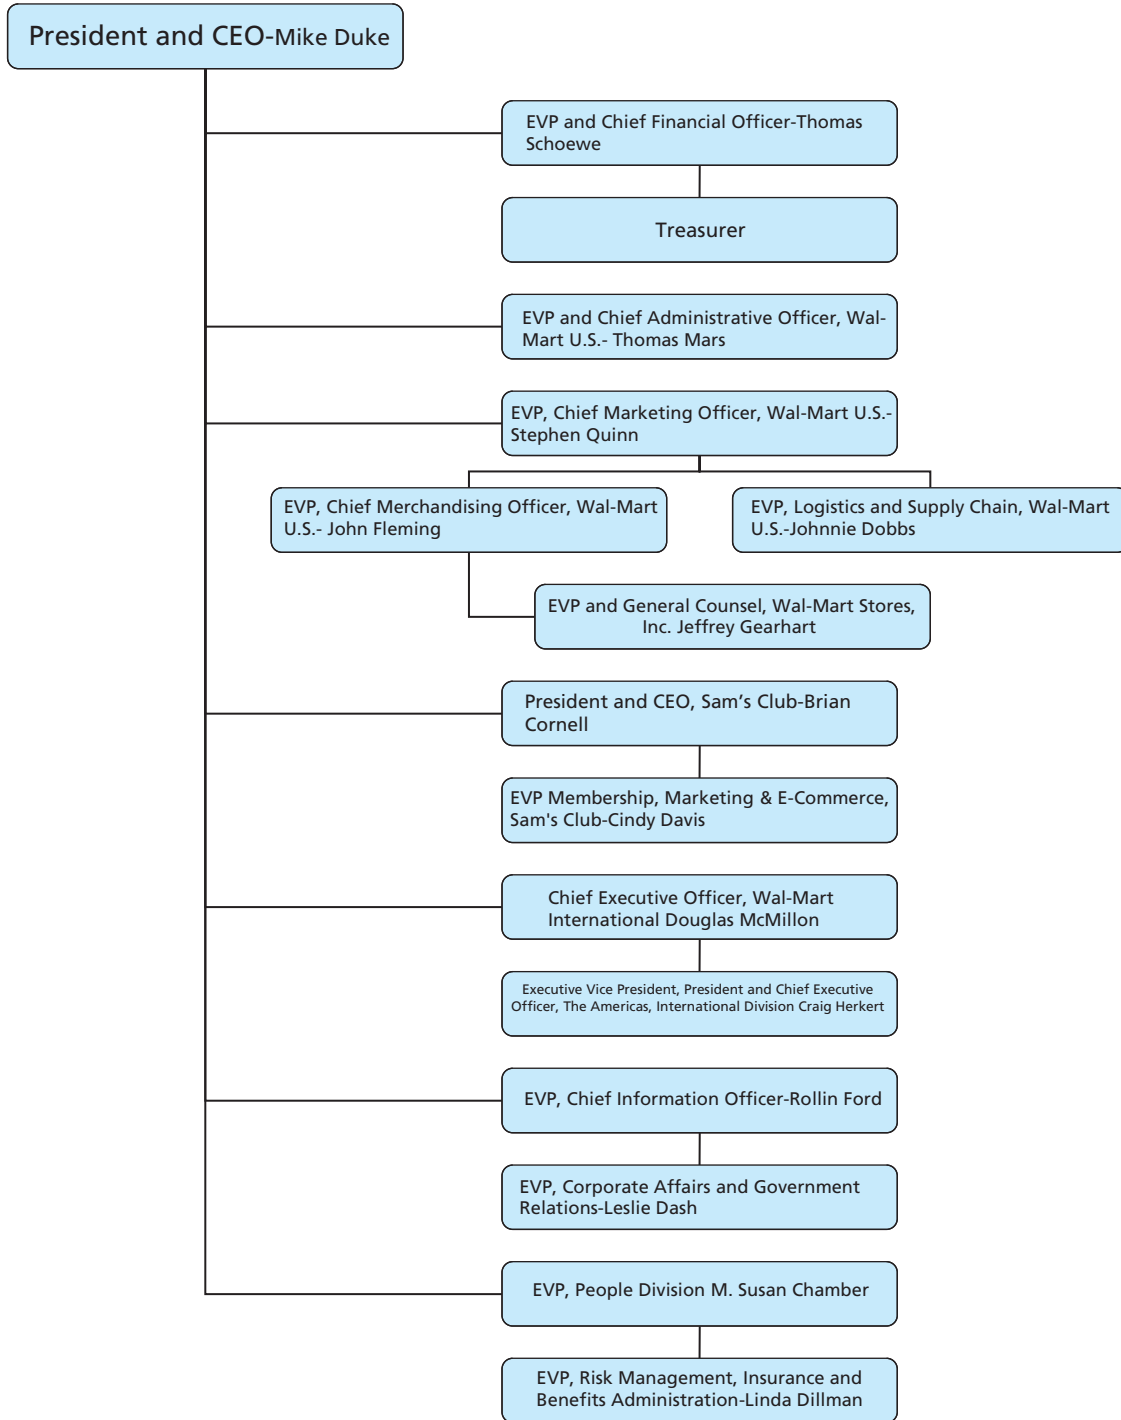 President and CEO-Mike Duke
EVP and Chief Financial Officer-Thomas
Schoewe
Treasurer
EVP and Chief Administrative Officer, Wal-
Mart U.S.- Thomas Mars
EVP, Chief Marketing Officer, Wal-Mart U.S.-
Stephen Quinn
EVP, Chief Merchandising Officer, Wal-Mart
U.S.- John Fleming
EVP, Logistics and Supply Chain, Wal-Mart
U.S.-Johnnie Dobbs
EVP and General Counsel, Wal-Mart Stores,
Inc. Jeffrey Gearhart
President and CEO, Sam’s Club-Brian
Cornell
EVP Membership, Marketing & E-Commerce,
Sam's Club-Cindy Davis
Chief Executive Officer, Wal-Mart
International Douglas McMillon
Executive Vice President, President and Chief Executive
Officer, The Americas, International Division Craig Herkert
EVP, Chief Information Officer-Rollin Ford
EVP, Corporate Affairs and Government
Relations-Leslie Dash
EVP, People Division M. Susan Chamber
EVP, Risk Management, Insurance and
Benefits Administration-Linda Dillman